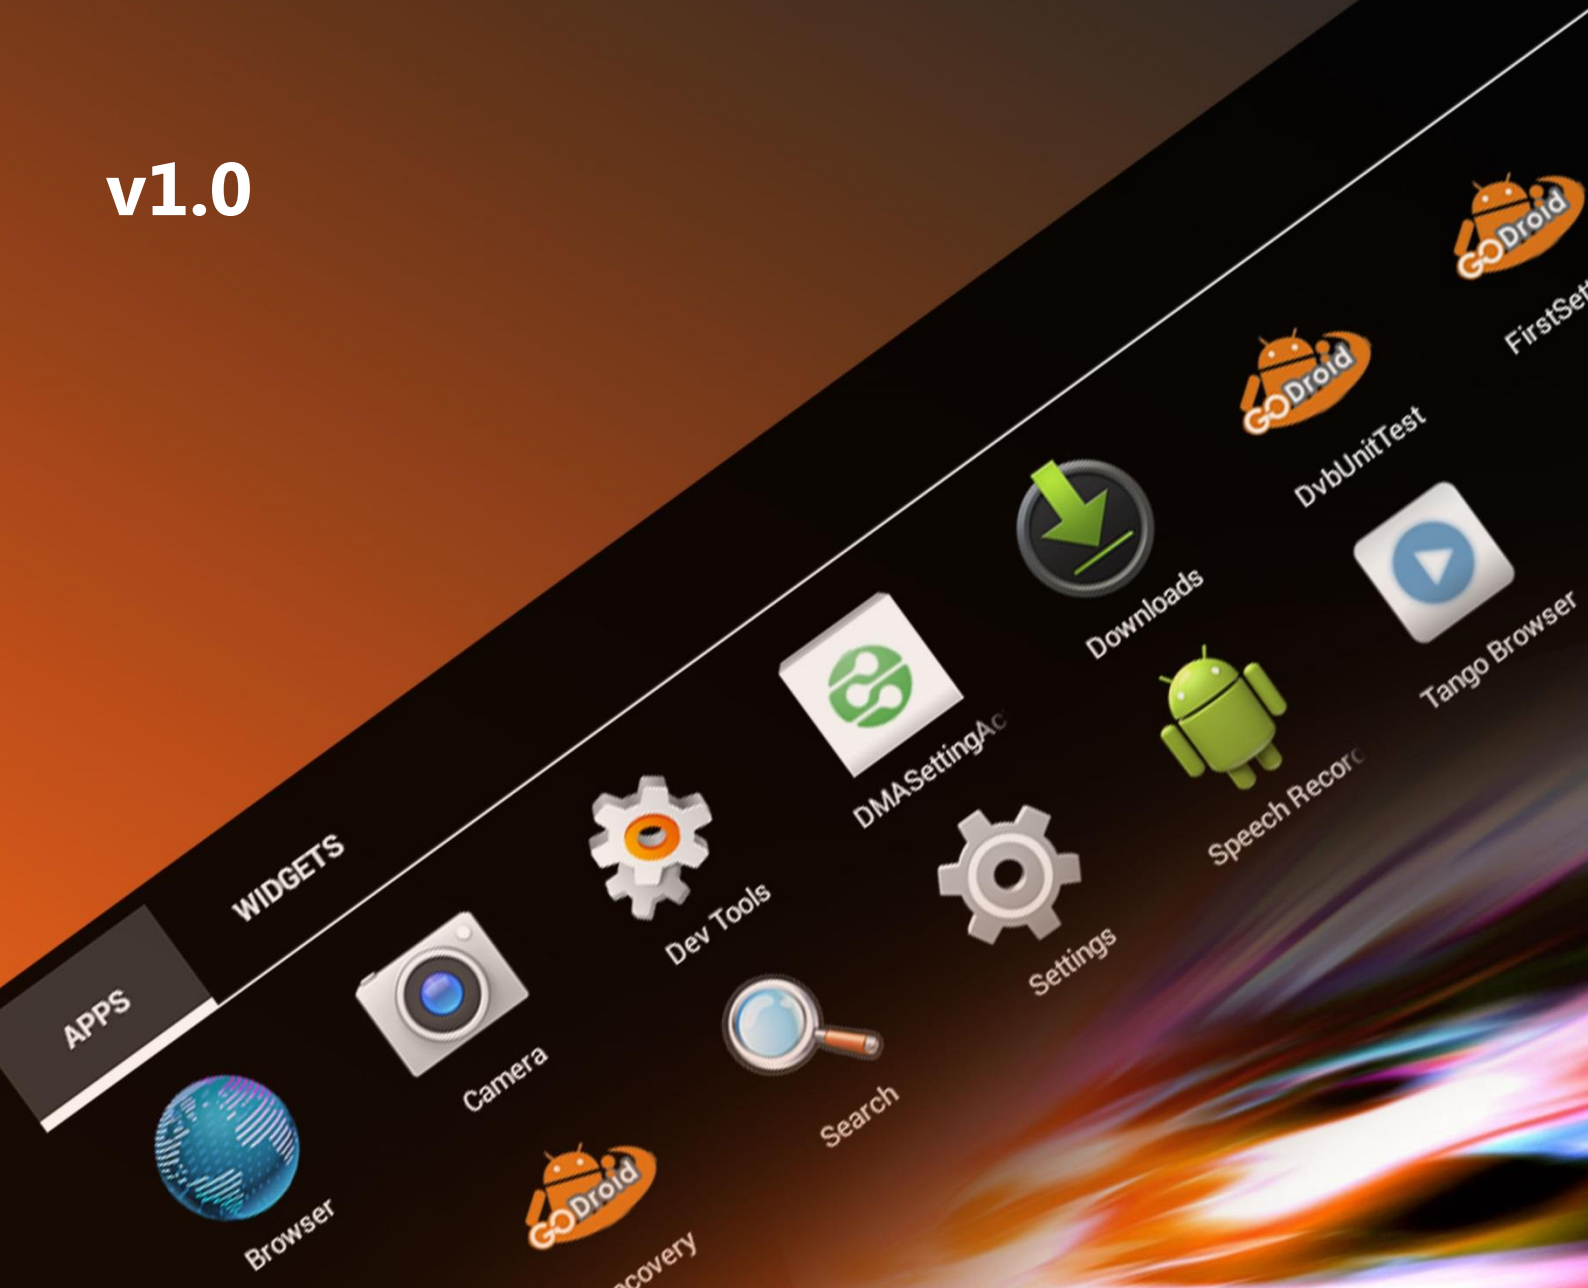 v1.0
APPS
WIDGETS
Browser
Camera
Dev Tools
DMASettingAc
Downloads
GODroid
DvbUnitTest
GODroid
FirstSet
GODroid
covery
Search
Settings
Speech Recorc
Tango Browser